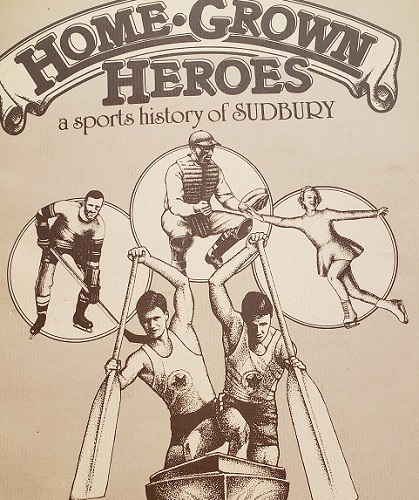 HOME-GROWN
HEROES
a sports history of SUDBURY